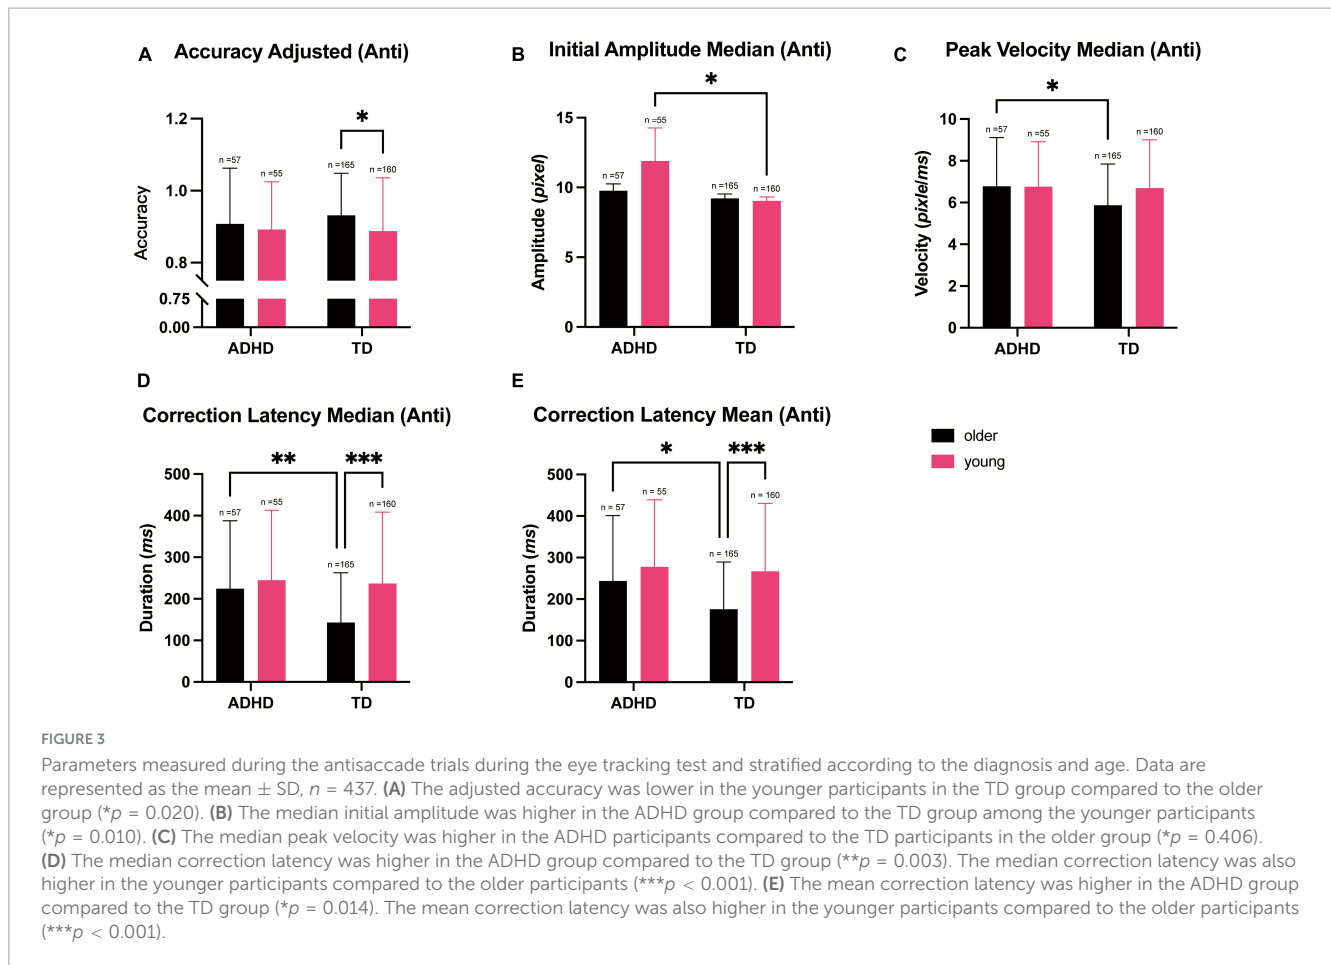 A Accuracy Adjusted (Anti)
1.2
1.0
0.8
0.75
0.00
Accuracy
n =57
n =55
n =165
n =160
*
ADHD TD
B Initial Amplitude Median (Anti)
15
10
5
0
Amplitude (pixel)
n =57
n =55
n =165
n =160
*
ADHD TD
C Peak Velocity Median (Anti)
10
8
6
4
2
0
Velocity (pixle/ms)
n =57
n =55
n =165
n =160
*
ADHD TD
D
Correction Latency Median (Anti)
500
400
300
200
100
0
Duration (ms)
n =57
n =55
n =165
n =160
**
***
ADHD TD
E
Correction Latency Mean (Anti)
500
400
300
200
100
0
Duration (ms)
n = 57
n = 55
n = 165
n = 160
*
***
ADHD TD
older
young
FIGURE 3
Parameters measured during the antisaccade trials during the eye tracking test and stratified according to the diagnosis and age. Data are
represented as the mean ± SD, n = 437. (A) The adjusted accuracy was lower in the younger participants in the TD group compared to the older
group (*p = 0.020). (B) The median initial amplitude was higher in the ADHD group compared to the TD group among the younger participants
(*p = 0.010). (C) The median peak velocity was higher in the ADHD participants compared to the TD participants in the older group (*p = 0.406).
(D) The median correction latency was higher in the ADHD group compared to the TD group (**p = 0.003). The median correction latency was also
higher in the younger participants compared to the older participants (***p < 0.001). (E) The mean correction latency was higher in the ADHD group
compared to the TD group (*p = 0.014). The mean correction latency was also higher in the younger participants compared to the older participants
(***p < 0.001).